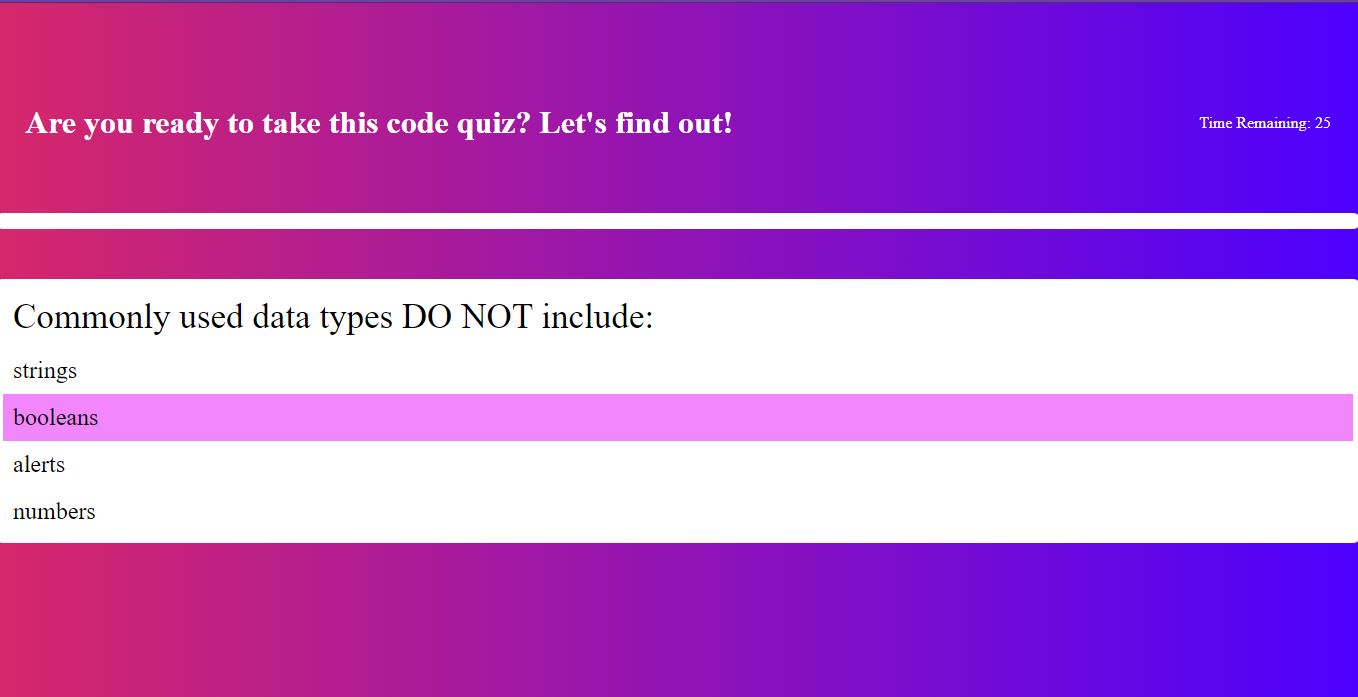 Are you ready to take this code quiz? Let's find out!
Time Remaining: 25
Commonly used data types DO NOT include:
strings
booleans
alerts
numbers